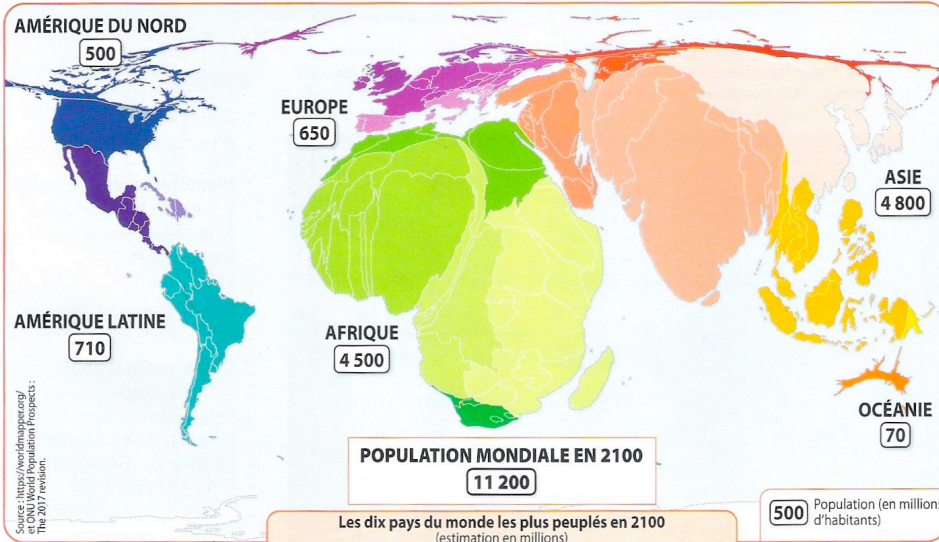 AMÉRIQUE DU NORD
500
EUROPE
650
ASIE
4 800
AMÉRIQUE LATINE
710
AFRIQUE
4 500
OCÉANIE
70
POPULATION MONDIALE EN 2100
11 200
Source : https://worldmapper.org/
et ONU World Population Prospects :
The 2017 revision.
500 Population (en millions
d'habitants)
Les dix pays du monde les plus peuplés en 2100
(estimation en millions)